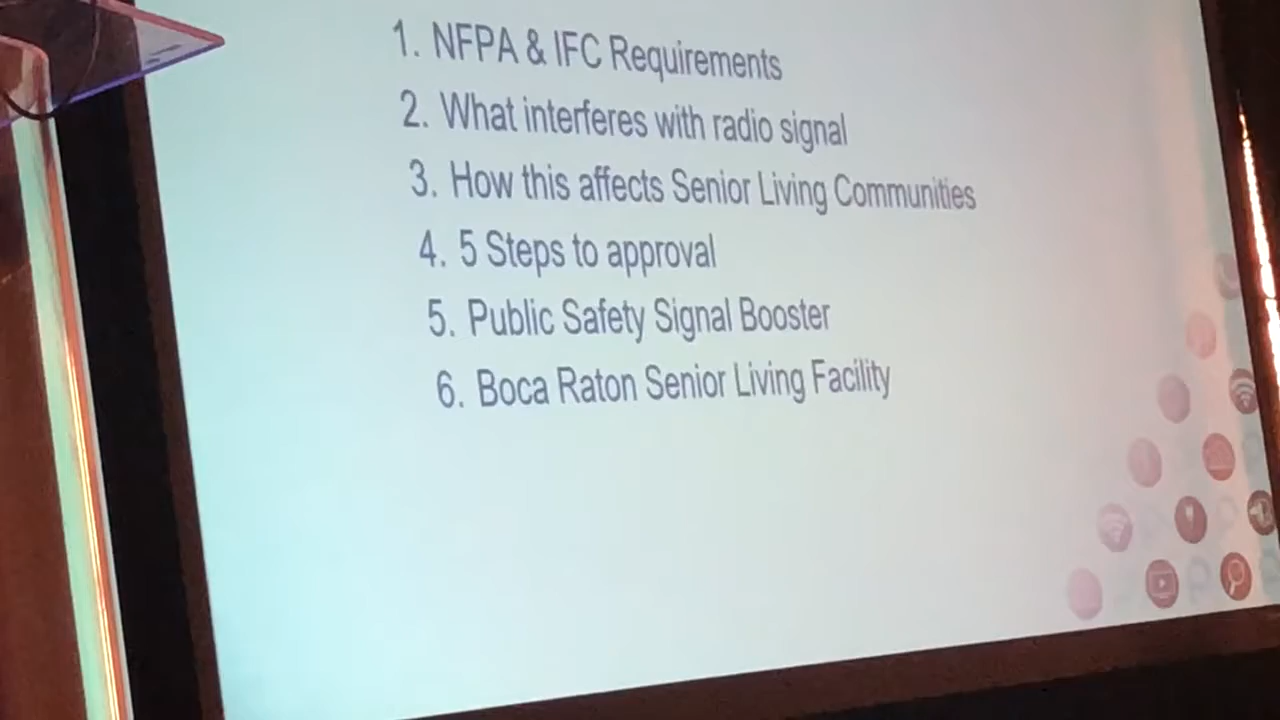 1. NFPA & IFC Requirements
2. What interferes with radio signal
3. How this affects Senior Living Communities
4. 5 Steps to approval
5. Public Safety Signal Booster
6. Boca Raton Senior Living Facility